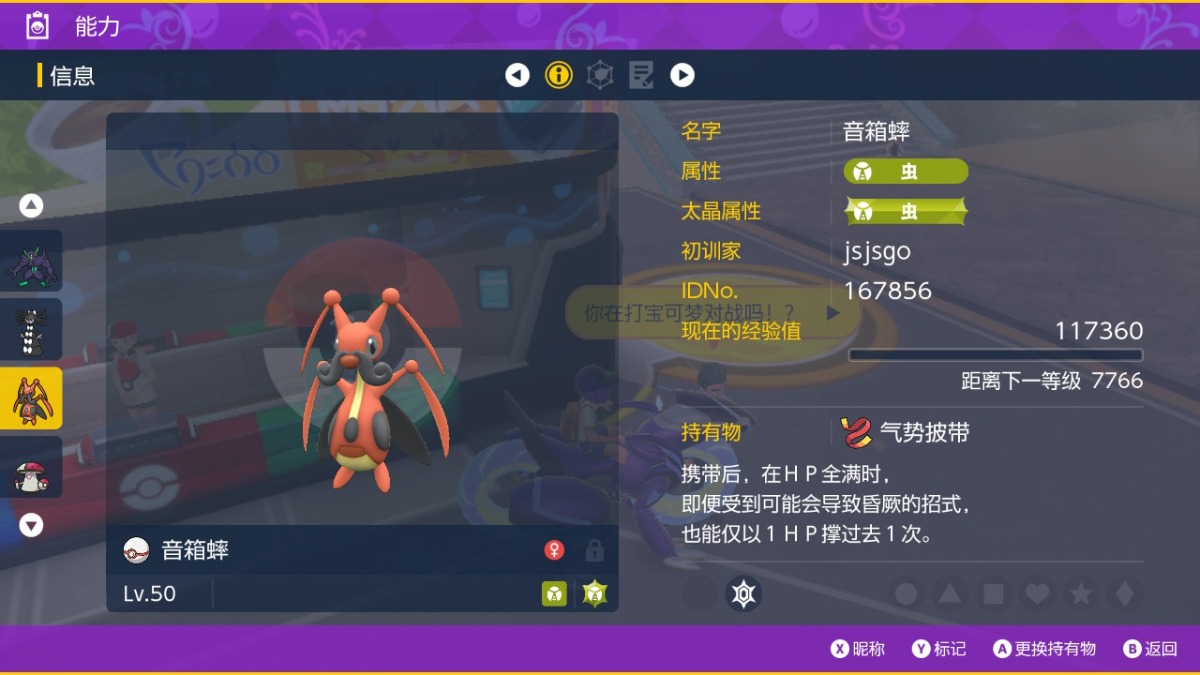 能力
信息
名字 音箱蟀
属性 虫
太晶属性 虫
初训家 jsjsgo
IDNo. 167856
你在打宝可梦对战吗！？
现在的经验值 117360
距离下一等级 7766
持有物 气势披带
携带后，在ＨＰ全满时，
即便受到可能会导致昏厥的招式，
也能仅以１ＨＰ撑过去１次。
音箱蟀
Lv.50
X 昵称 Y 标记 A 更换持有物 B 返回